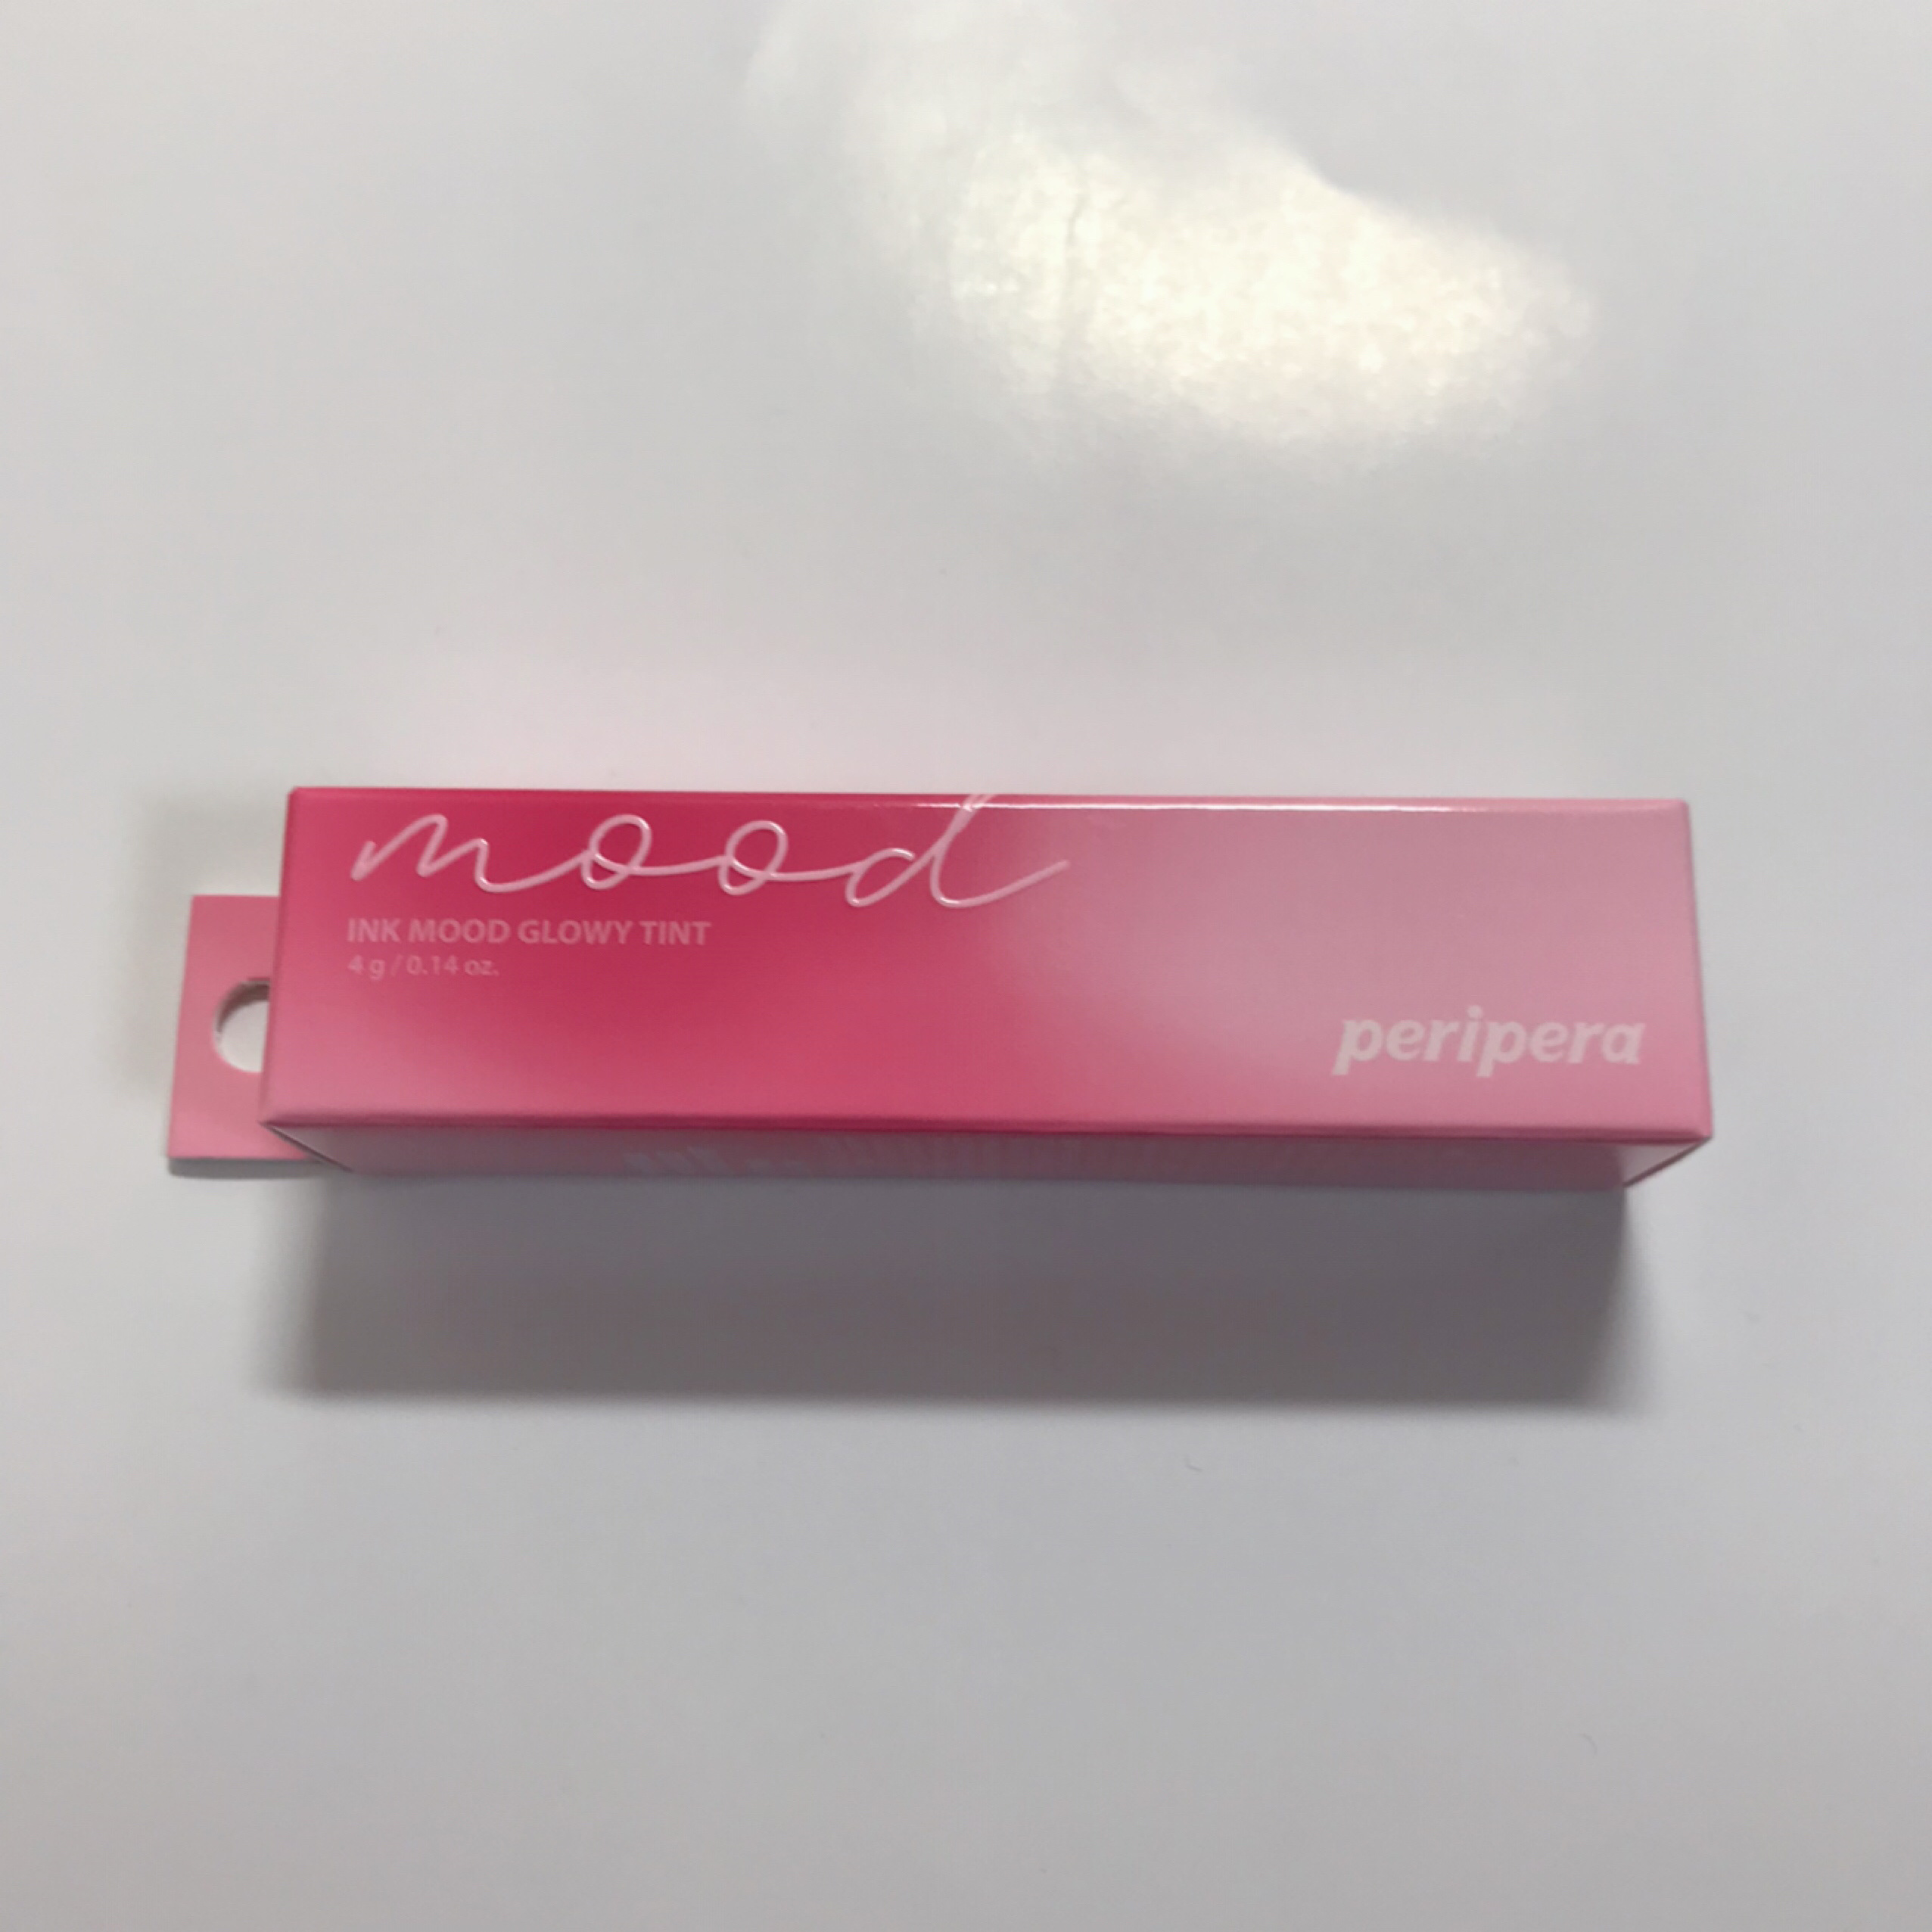 mood
INK MOOD GLOWY TINT
4 g / 0.14 oz.
peripera